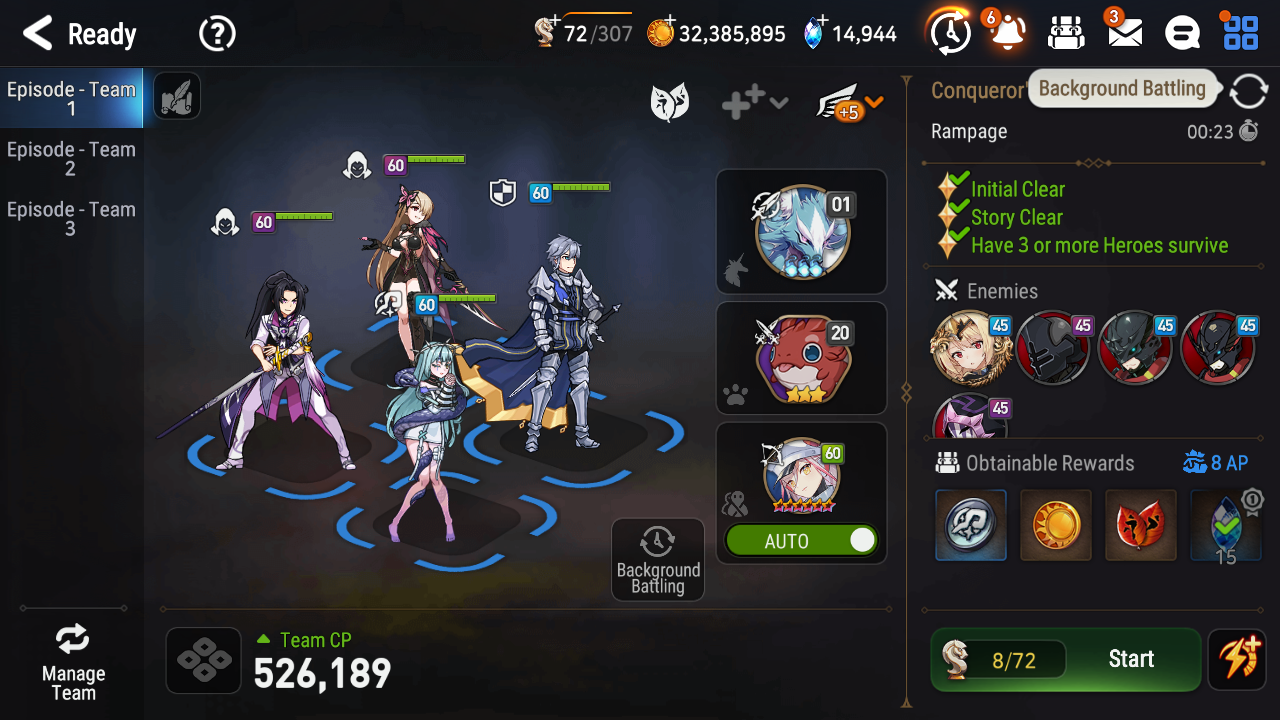 Ready
?
72/307
32,385,895
14,944
6
3
Episode - Team
1
Episode - Team
2
Episode - Team
3
+5
60
60
60
60
01
20
60
AUTO
Background
Battling
Conqueror'
Background Battling
Rampage
00:23
Initial Clear
Story Clear
Have 3 or more Heroes survive
Enemies
45
45
45
45
45
Obtainable Rewards
8 AP
1
15
Manage
Team
Team CP
526,189
8/72
Start